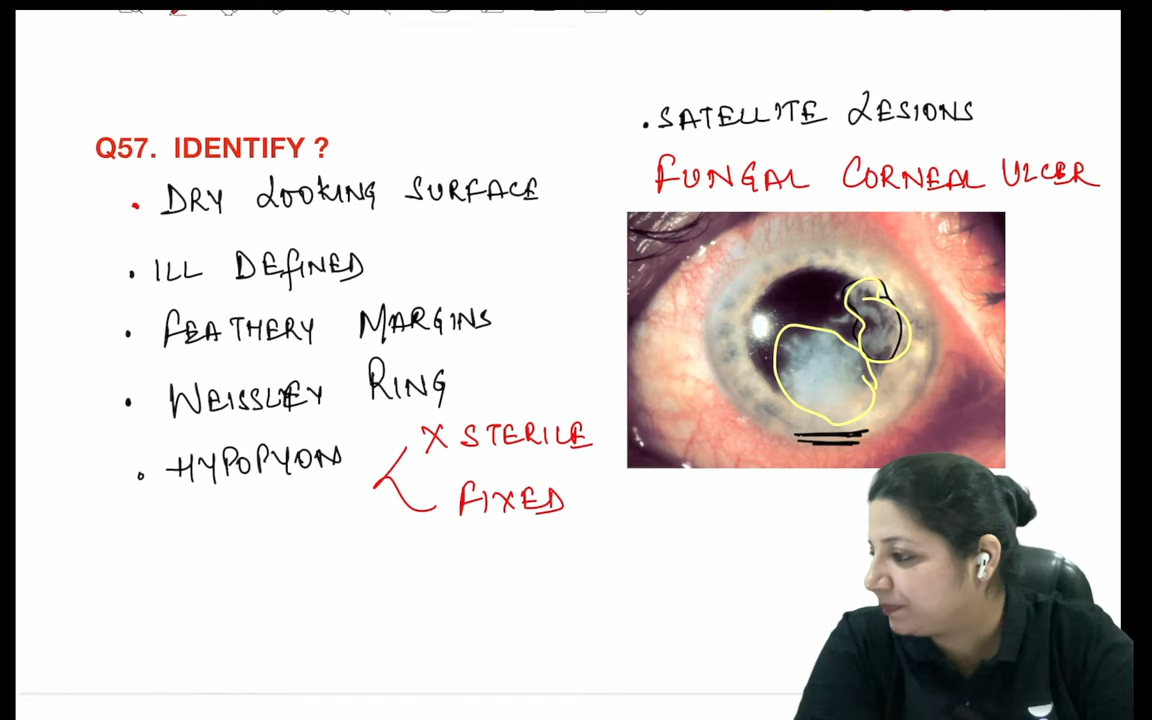 Q57. IDENTIFY ?
• DRY LOOKING SURFACE
• ILL DEFINED
• FEATHERY MARGINS
• WEISSLEY RING
• HYPOPYON
X STERILE
FIXED
• SATELLITE LESIONS
FUNGAL CORNEAL ULCER